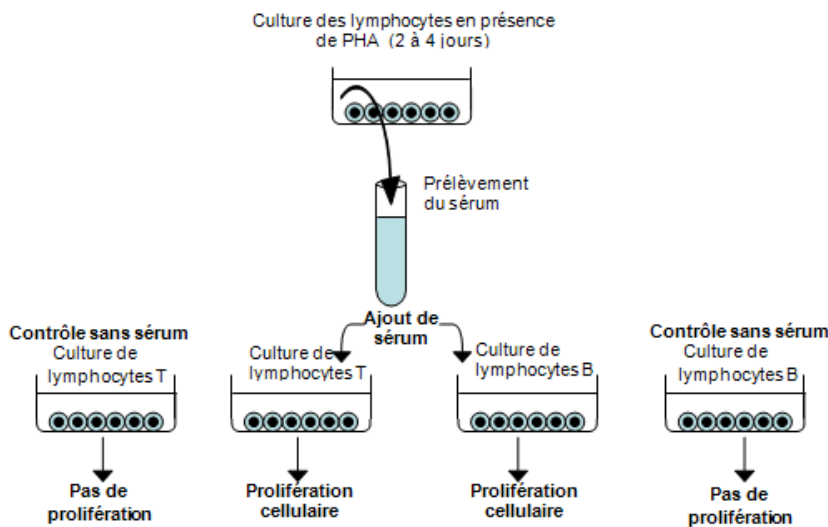 Culture des lymphocytes en présence
de PHA (2 à 4 jours)
Prélèvement
du sérum
Ajout de
sérum
Contrôle sans sérum
Culture de
lymphocytes T
Culture de
lymphocytes T
Culture de
lymphocytes B
Contrôle sans sérum
Culture de
lymphocytes B
Pas de
prolifération
Prolifération
cellulaire
Prolifération
cellulaire
Pas de
prolifération